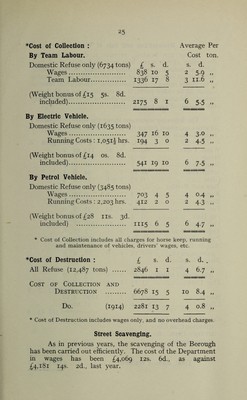 25
*Cost of Collection : Average Per
By Team Labour. Cost ton.
Domestic Refuse only (6734 tons) £ s. d. s. d.
Wages........................ 838 10 5 2 5·9 ,,
Team Labour.................. 1336 17 8 3 11·6 ,,
(Weight bonus of £15 5s. 8d.
included).................. 2175 8 1 6 5·5 ,,
By Electric Vehicle.
Domestic Refuse only (1635 tons)
Wages........................ 347 16 10 4 3·0 ,,
Running Costs : 1,051½ hrs. 194 3 0 2 4·5 ,,
(Weight bonus of £14 0s. 8d.
included).................. 541 19 10 6 7·5 ,,
By Petrol Vehicle.
Domestic Refuse only (3485 tons)
Wages........................ 703 4 5 4 0·4 ,,
Running Costs : 2,203 hrs. 412 2 0 2 4·3 ,,
(Weight bonus of £28 11s. 3d.
included) .................. 1115 6 5 6 4·7 ,,
* Cost of Collection includes all charges for horse keep, running
and maintenance of vehicles, drivers' wages, etc.
*Cost of Destruction : £ s. d. s. d.
All Refuse (12,487 tons) ...... 2846 1 1 4 6·7 ,,
Cost of Collection and
Destruction ......... 6678 15 5 10 8·4 ,,
Do. (1914) 2281 13 7 4 0·8 ,,
* Cost of Destruction includes wages only, and no overhead charges.
Street Scavenging.
As in previous years, the scavenging of the Borough
has been carried out efficiently. The cost of the Department
in wages has been £4,069 12s. 6d., as against
£4,181 14s. 2d., last year.